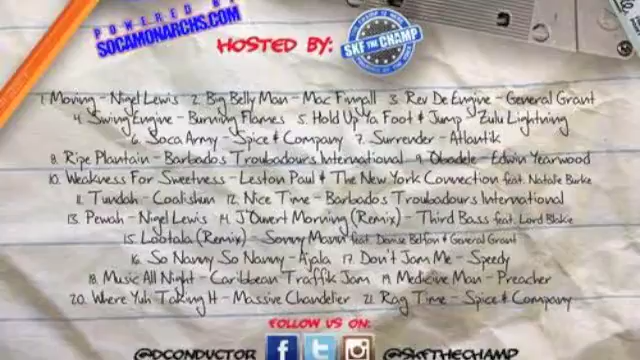 POWERED BY
SOCAMONARCHS.COM
HOSTED BY:
SKF THE CHAMP
1. Moving - Nigel Lewis 2. Big Belly Man - Mac Fingall 3. Rev De Engine - General Grant
4. Swing Engine - Burning Flames 5. Hold Up Ya Foot & Jump - Zulu Lightning
6. Soca Army - Spice & Company 7. Surrender - Atlantik
8. Ripe Plantain - Barbados Troubadours International 9. Obadele - Edwin Yearwood
10. Weakness For Sweetness - Leston Paul & The New York Connection feat. Natalie Burke
11. Tundah - Coalishun 12. Nice Time - Barbados Troubadours International
13. Pewah - Nigel Lewis 14. J'Ouvert Morning (Remix) - Third Bass feat. Lord Blakie
15. Lootala (Remix) - Sonny Mann feat. Denise Belfon & General Grant
16. So Nanny So Nanny - Ajala 17. Don't Jam Me - Speedy
18. Music All Night - Caribbean Traffik Jam 19. Medicine Man - Preacher
20. Where Yuh Taking It - Massive Chandelier 21. Rag Time - Spice & Company
FOLLOW US ON:
@DCONDUCTOR f t @SKFTHECHAMP